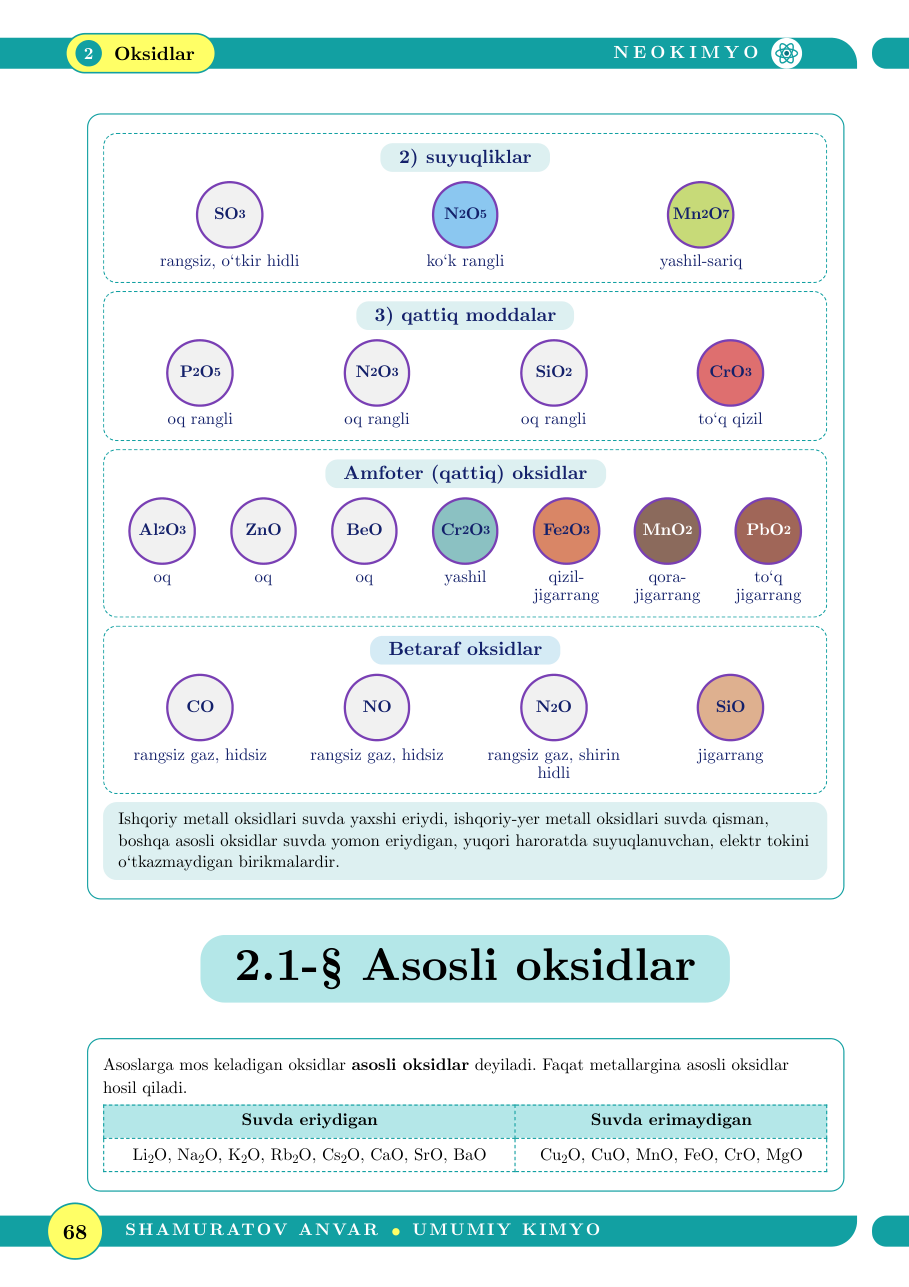 2 Oksidlar
NEOKIMYO
2) suyuqliklar
SO3 N2O5 Mn2O7
rangsiz, o‘tkir hidli ko‘k rangli yashil-sariq
3) qattiq moddalar
P2O5 N2O3 SiO2 CrO3
oq rangli oq rangli oq rangli to‘q qizil
Amfoter (qattiq) oksidlar
Al2O3 ZnO BeO Cr2O3 Fe2O3 MnO2 PbO2
oq oq oq yashil qizil- qora- to‘q
jigarrang jigarrang jigarrang
Betaraf oksidlar
CO NO N2O SiO
rangsiz gaz, hidsiz rangsiz gaz, hidsiz rangsiz gaz, shirin jigarrang
hidli
Ishqoriy metall oksidlari suvda yaxshi eriydi, ishqoriy-yer metall oksidlari suvda qisman,
boshqa asosli oksidlar suvda yomon eriydigan, yuqori haroratda suyuqlanuvchan, elektr tokini
o‘tkazmaydigan birikmalardir.
2.1-§ Asosli oksidlar
Asoslarga mos keladigan oksidlar asosli oksidlar deyiladi. Faqat metallargina asosli oksidlar
hosil qiladi.
Suvda eriydigan Suvda erimaydigan
Li₂O, Na₂O, K₂O, Rb₂O, Cs₂O, CaO, SrO, BaO Cu₂O, CuO, MnO, FeO, CrO, MgO
68 SHAMURATOV ANVAR • UMUMIY KIMYO